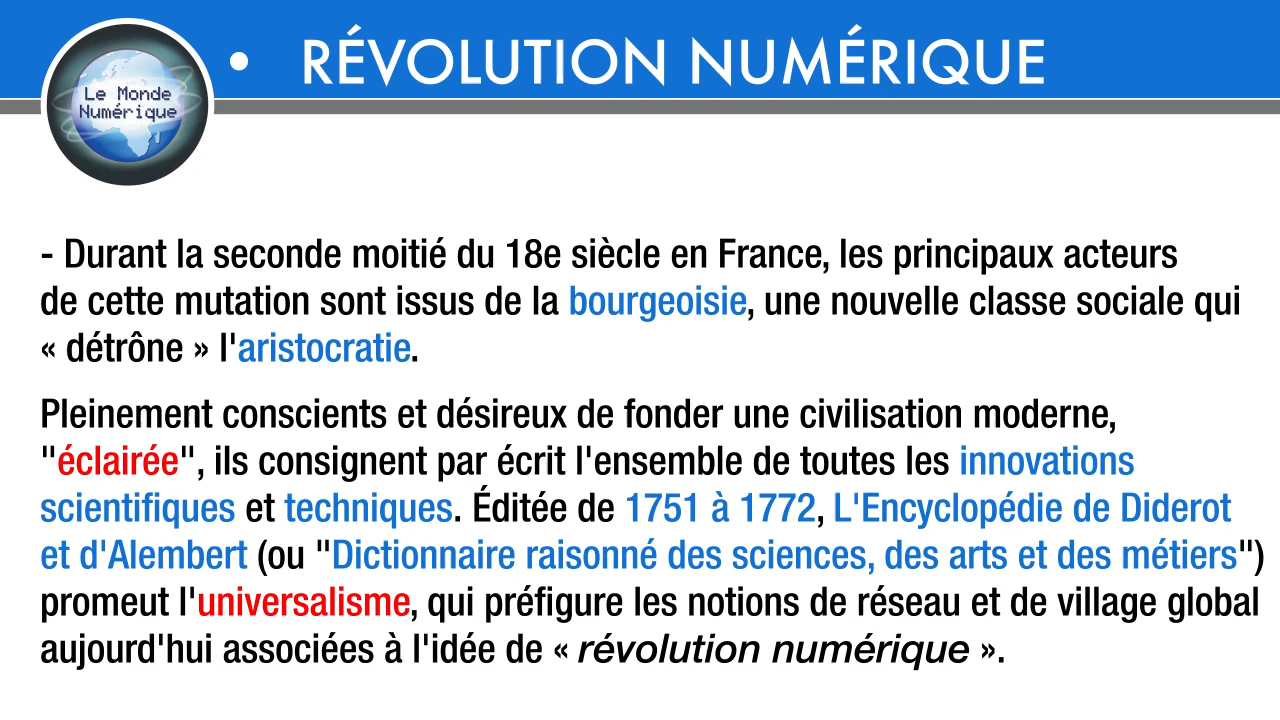 Le Monde
Numérique
• RÉVOLUTION NUMÉRIQUE
- Durant la seconde moitié du 18e siècle en France, les principaux acteurs
de cette mutation sont issus de la bourgeoisie, une nouvelle classe sociale qui
« détrône » l'aristocratie.
Pleinement conscients et désireux de fonder une civilisation moderne,
"éclairée", ils consignent par écrit l'ensemble de toutes les innovations
scientifiques et techniques. Éditée de 1751 à 1772, L'Encyclopédie de Diderot
et d'Alembert (ou "Dictionnaire raisonné des sciences, des arts et des métiers")
promeut l'universalisme, qui préfigure les notions de réseau et de village global
aujourd'hui associées à l'idée de « révolution numérique ».